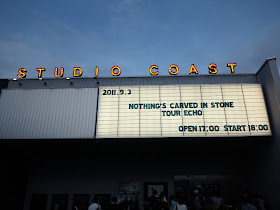 STUDIO COAST
2011.9.3
NOTHING'S CARVED IN STONE
TOUR ECHO
OPEN 17:00 START 18:00